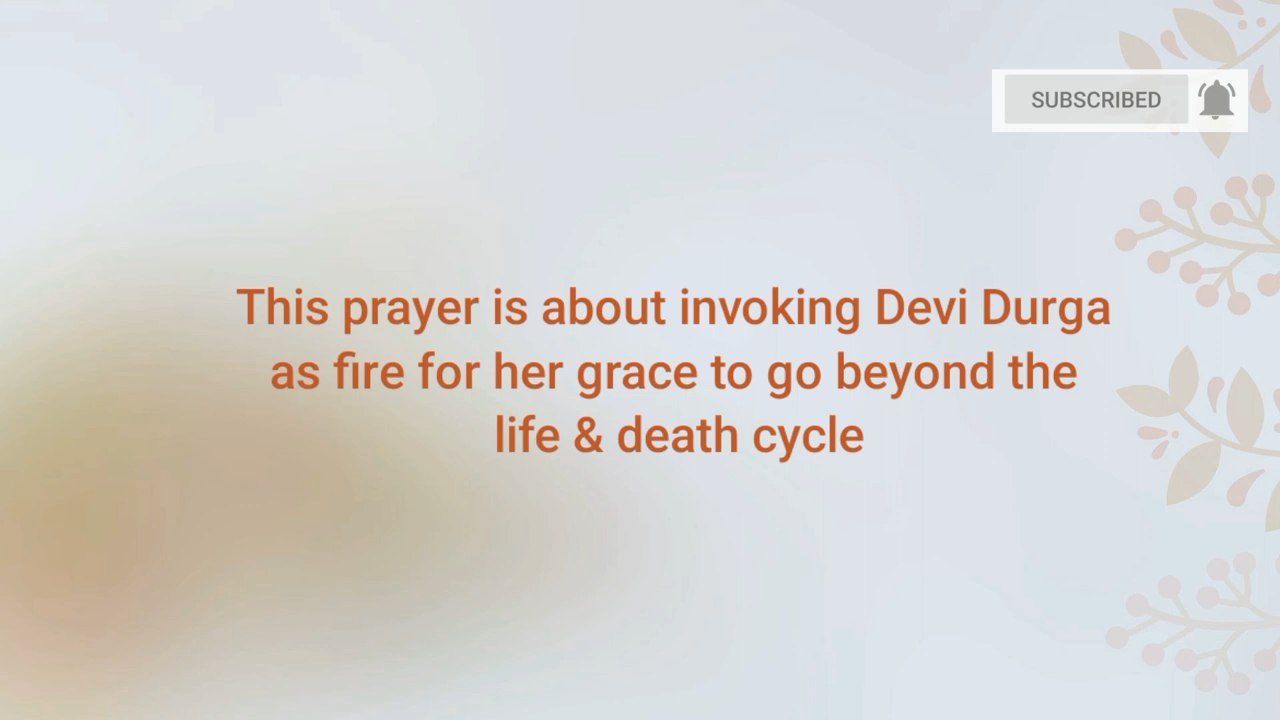 SUBSCRIBED
This prayer is about invoking Devi Durga
as fire for her grace to go beyond the
life & death cycle